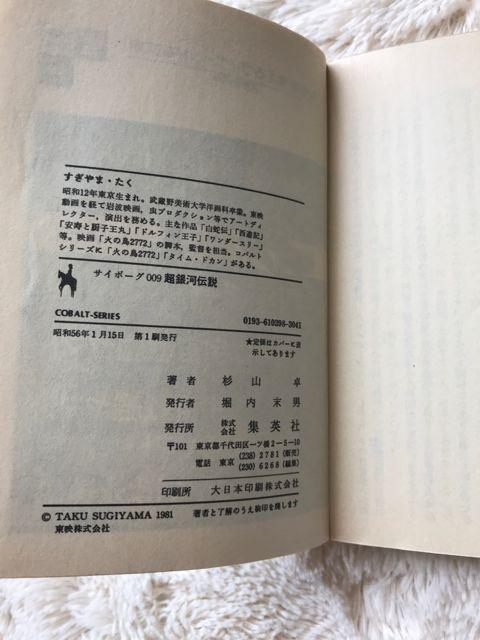 すぎやま・たく
昭和12年東京生まれ。武蔵野美術大学洋画科卒業。東映
動画を経て岩波映画，虫プロダクション等でアートディ
レクター，演出を務める。主な作品「白蛇伝」「西遊記」
「安寿と厨子王丸」「ドルフィン王子」「ワンダースリー」
等。映画「火の鳥2772」の脚本，監督を担当。コバルト
シリーズに「火の鳥2772」「タイム・ドカン」がある。
サイボーグ009 超銀河伝説
COBALT-SERIES 0193-610398-3041
昭和56年1月15日 第1刷発行 ★定価はカバーに表
示してあります
著者 杉山卓
発行者 堀内末男
発行所 株式会社 集英社
〒101 東京都千代田区一ツ橋2－5－10
電話 東京 (238) 2781 (販売)
(230) 6268 (編集)
印刷所 大日本印刷株式会社
© TAKU SUGIYAMA 1981 著者と了解のうえ検印を廃します
東映株式会社